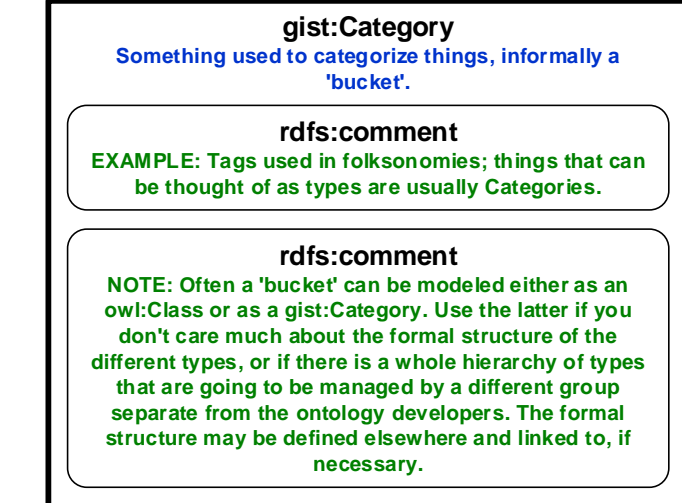 gist:Category
Something used to categorize things, informally a
'bucket'.
rdfs:comment
EXAMPLE: Tags used in folksonomies; things that can
be thought of as types are usually Categories.
rdfs:comment
NOTE: Often a 'bucket' can be modeled either as an
owl:Class or as a gist:Category. Use the latter if you
don't care much about the formal structure of the
different types, or if there is a whole hierarchy of types
that are going to be managed by a different group
separate from the ontology developers. The formal
structure may be defined elsewhere and linked to, if
necessary.